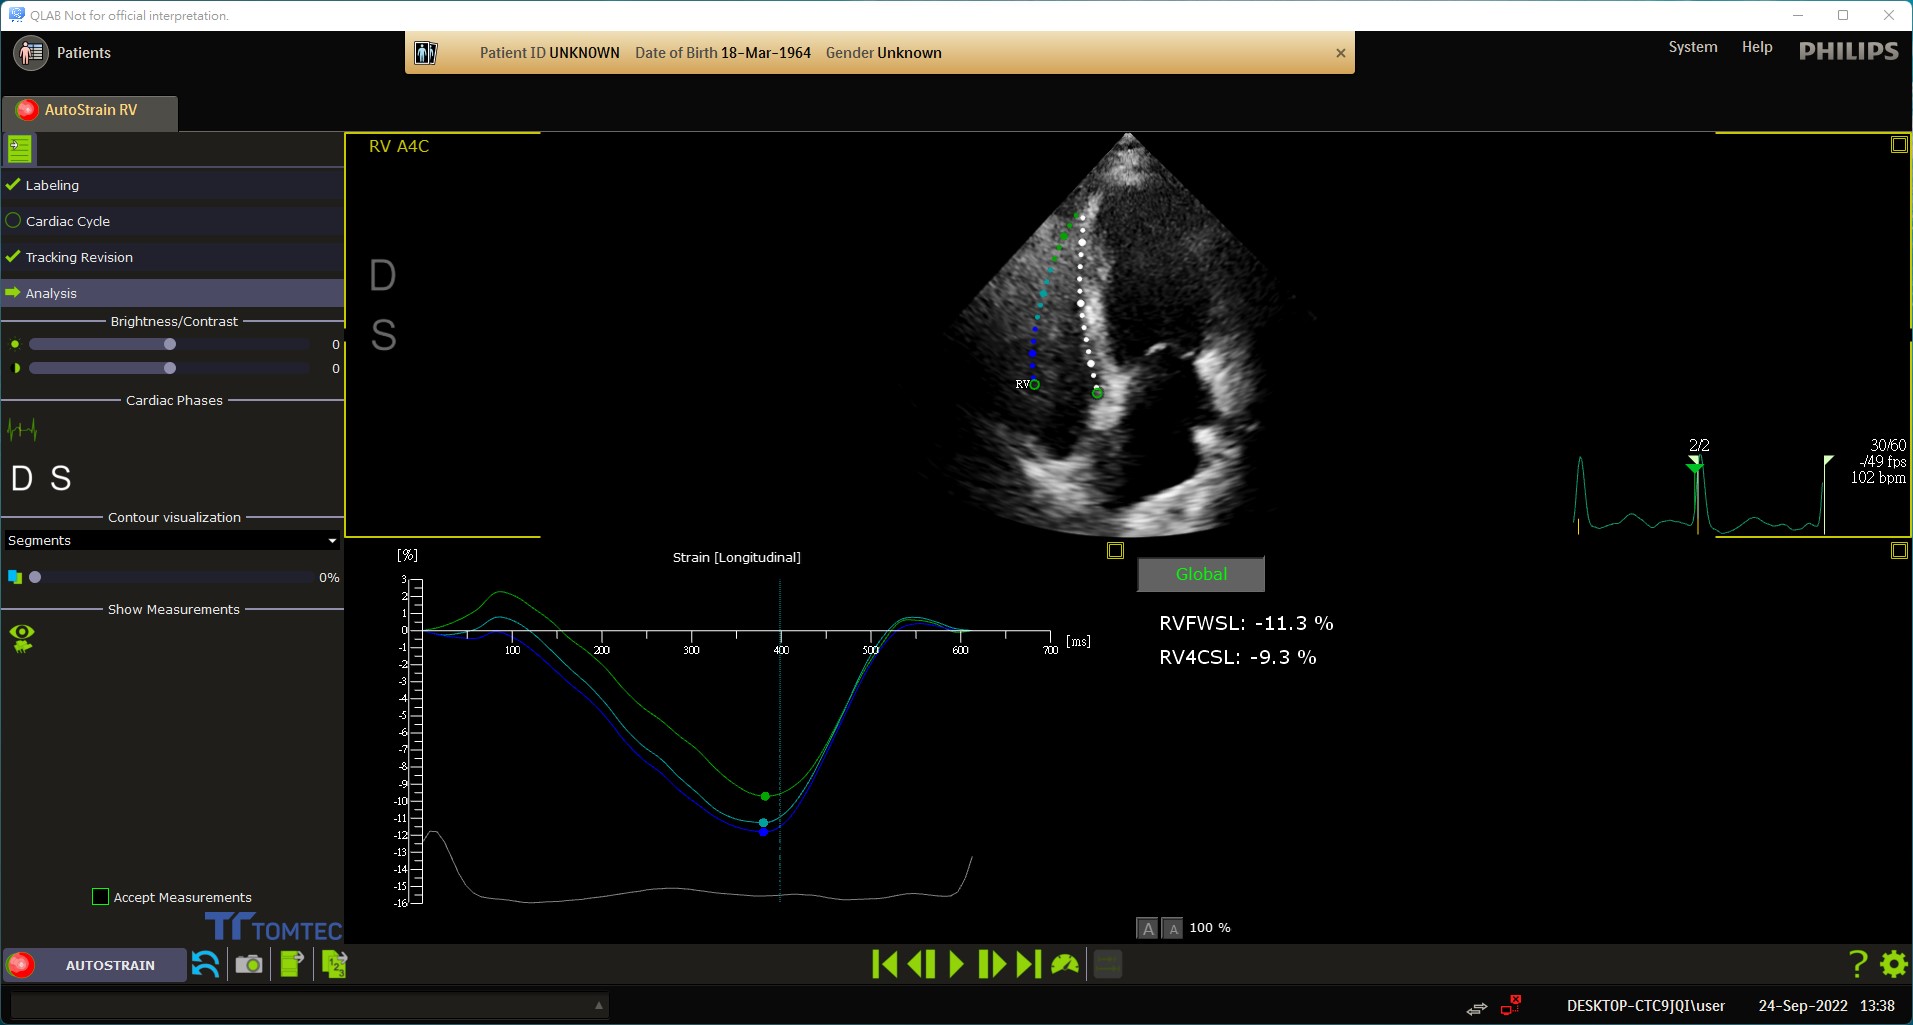 QLAB Not for official interpretation.
Patients
Patient ID UNKNOWN Date of Birth 18-Mar-1964 Gender Unknown
System Help PHILIPS
AutoStrain RV
Labeling
Cardiac Cycle
Tracking Revision
Analysis
Brightness/Contrast
0
0
Cardiac Phases
D S
Contour visualization
Segments
0%
Show Measurements
Accept Measurements
TOMTEC
RV A4C
D
S
RV
2/2
30/60
-/49 fps
102 bpm
[%]
Strain [Longitudinal]
3
2
1
0
-1
-2
-3
-4
-5
-6
-7
-8
-9
-10
-11
-12
-13
-14
-15
-16
100 200 300 400 500 600 700 [ms]
Global
RVFWSL: -11.3 %
RV4CSL: -9.3 %
A A 100 %
AUTOSTRAIN
123
?
DESKTOP-CTC9JQI\user 24-Sep-2022 13:38